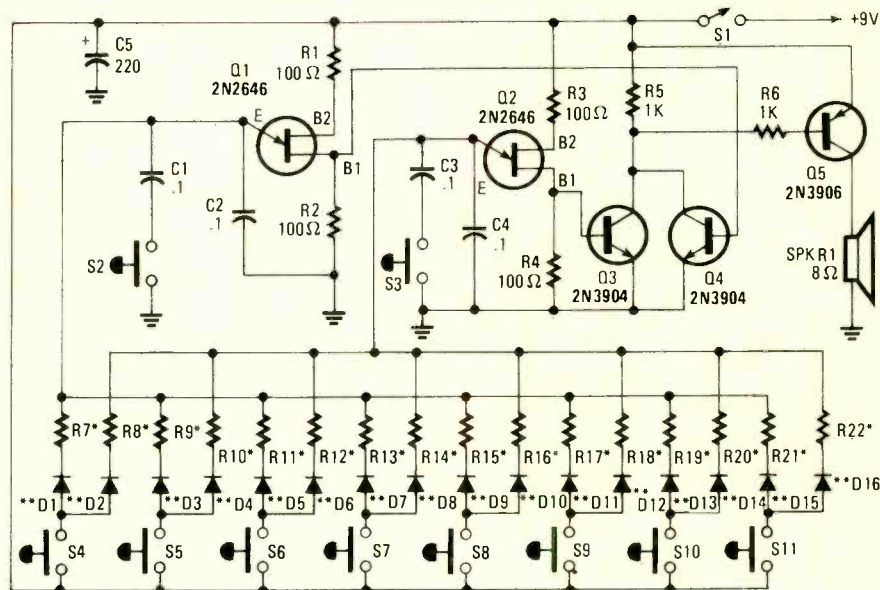 +9V
S1
+
C5
220
R1
100Ω
Q1
2N2646
E
B2
B1
C1
.1
C2
.1
R2
100Ω
S2
Q2
2N2646
R3
100Ω
B2
E
B1
C3
.1
C4
.1
R4
100Ω
S3
R5
1K
R6
1K
Q3
2N3904
Q4
2N3904
Q5
2N3906
SPKR1
8Ω
R7* R8* R9* R10* R11* R12* R13* R14* R15* R16* R17* R18* R19* R20* R21* R22*
**D1 **D2 **D3 **D4 **D5 **D6 **D7 **D8 **D9 **D10 **D11 ** D12 **D13 **D14 **D15 **D16
S4 S5 S6 S7 S8 S9 S10 S11